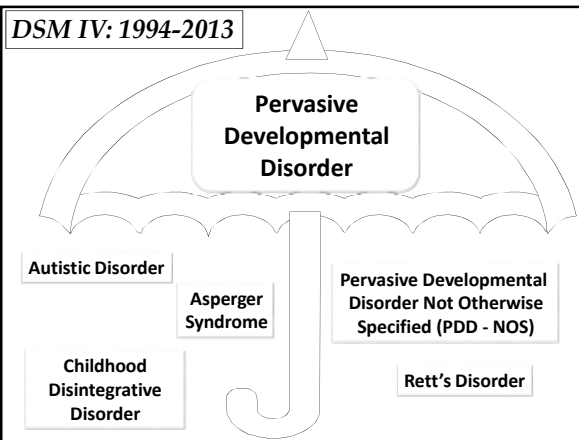 DSM IV: 1994-2013
Pervasive
Developmental
Disorder
Autistic Disorder
Asperger
Syndrome
Pervasive Developmental
Disorder Not Otherwise
Specified (PDD - NOS)
Childhood
Disintegrative
Disorder
Rett’s Disorder